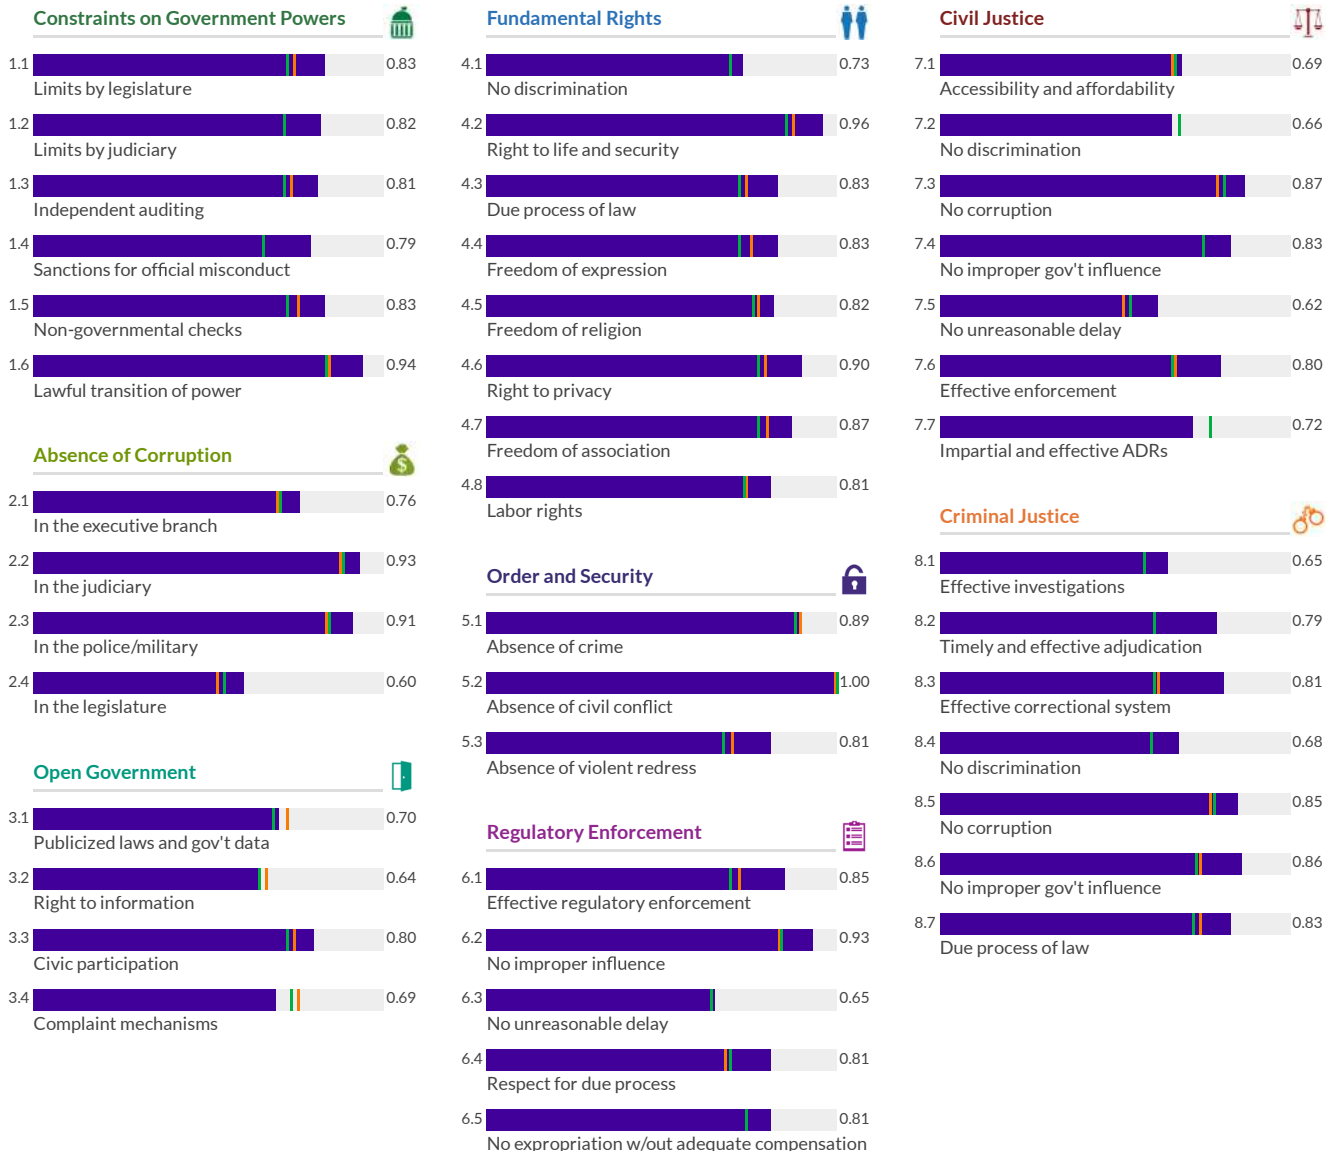 Constraints on Government Powers
1.1 0.83
Limits by legislature
1.2 0.82
Limits by judiciary
1.3 0.81
Independent auditing
1.4 0.79
Sanctions for official misconduct
1.5 0.83
Non-governmental checks
1.6 0.94
Lawful transition of power
Absence of Corruption
$
2.1 0.76
In the executive branch
2.2 0.93
In the judiciary
2.3 0.91
In the police/military
2.4 0.60
In the legislature
Open Government
3.1 0.70
Publicized laws and gov't data
3.2 0.64
Right to information
3.3 0.80
Civic participation
3.4 0.69
Complaint mechanisms
Fundamental Rights
4.1 0.73
No discrimination
4.2 0.96
Right to life and security
4.3 0.83
Due process of law
4.4 0.83
Freedom of expression
4.5 0.82
Freedom of religion
4.6 0.90
Right to privacy
4.7 0.87
Freedom of association
4.8 0.81
Labor rights
Order and Security
5.1 0.89
Absence of crime
5.2 1.00
Absence of civil conflict
5.3 0.81
Absence of violent redress
Regulatory Enforcement
6.1 0.85
Effective regulatory enforcement
6.2 0.93
No improper influence
6.3 0.65
No unreasonable delay
6.4 0.81
Respect for due process
6.5 0.81
No expropriation w/out adequate compensation
Civil Justice
7.1 0.69
Accessibility and affordability
7.2 0.66
No discrimination
7.3 0.87
No corruption
7.4 0.83
No improper gov't influence
7.5 0.62
No unreasonable delay
7.6 0.80
Effective enforcement
7.7 0.72
Impartial and effective ADRs
Criminal Justice
8.1 0.65
Effective investigations
8.2 0.79
Timely and effective adjudication
8.3 0.81
Effective correctional system
8.4 0.68
No discrimination
8.5 0.85
No corruption
8.6 0.86
No improper gov't influence
8.7 0.83
Due process of law